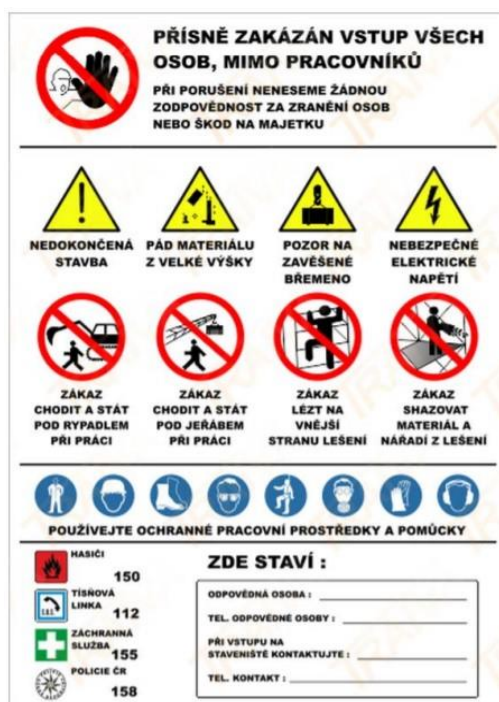 PŘÍSNĚ ZAKÁZÁN VSTUP VŠECH
OSOB, MIMO PRACOVNÍKŮ
PŘI PORUŠENÍ NENESEME ŽÁDNOU
ZODPOVĚDNOST ZA ZRANĚNÍ OSOB
NEBO ŠKOD NA MAJETKU
NEDOKONČENÁ
STAVBA
PÁD MATERIÁLU
Z VELKÉ VÝŠKY
POZOR NA
ZAVĚŠENÉ
BŘEMENO
NEBEZPEČNÉ
ELEKTRICKÉ
NAPĚTÍ
ZÁKAZ
CHODIT A STÁT
POD RYPADLEM
PŘI PRÁCI
ZÁKAZ
CHODIT A STÁT
POD JEŘÁBEM
PŘI PRÁCI
ZÁKAZ
LÉZT NA
VNĚJŠÍ
STRANU LEŠENÍ
ZÁKAZ
SHAZOVAT
MATERIÁL A
NÁŘADÍ Z LEŠENÍ
POUŽÍVEJTE OCHRANNÉ PRACOVNÍ PROSTŘEDKY A POMŮCKY
HASIČI
150
TÍSŇOVÁ
LINKA
112
ZÁCHRANNÁ
SLUŽBA
155
POLICIE ČR
158
ZDE STAVÍ :
ODPOVĚDNÁ OSOBA :
TEL. ODPOVĚDNÉ OSOBY :
PŘI VSTUPU NA
STAVENIŠTĚ KONTAKTUJTE :
TEL. KONTAKT :